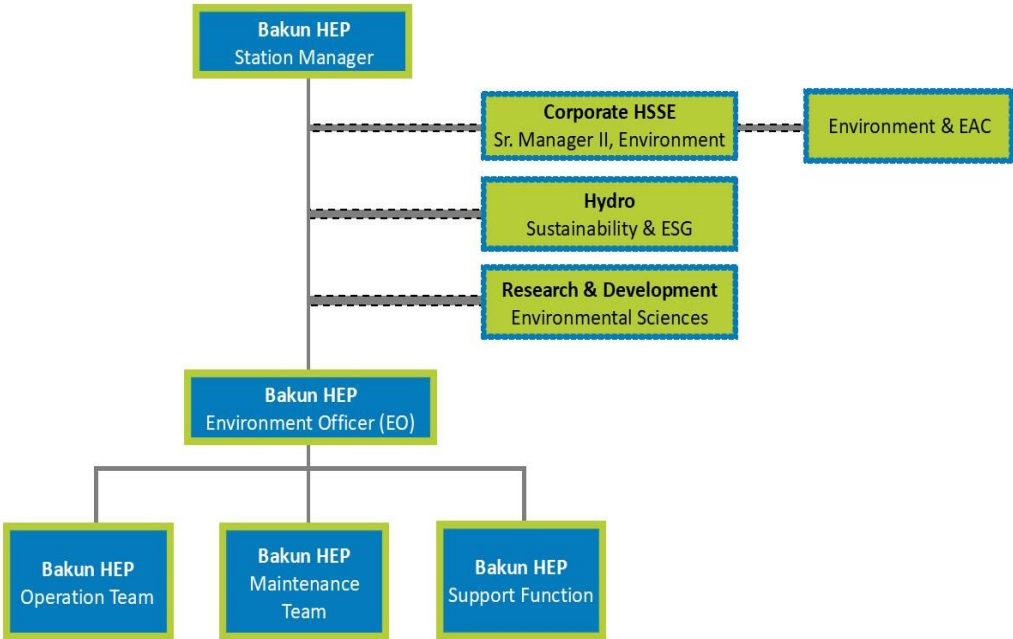 Bakun HEP
Station Manager
Corporate HSSE
Sr. Manager II, Environment
Environment & EAC
Hydro
Sustainability & ESG
Research & Development
Environmental Sciences
Bakun HEP
Environment Officer (EO)
Bakun HEP
Operation Team
Bakun HEP
Maintenance
Team
Bakun HEP
Support Function